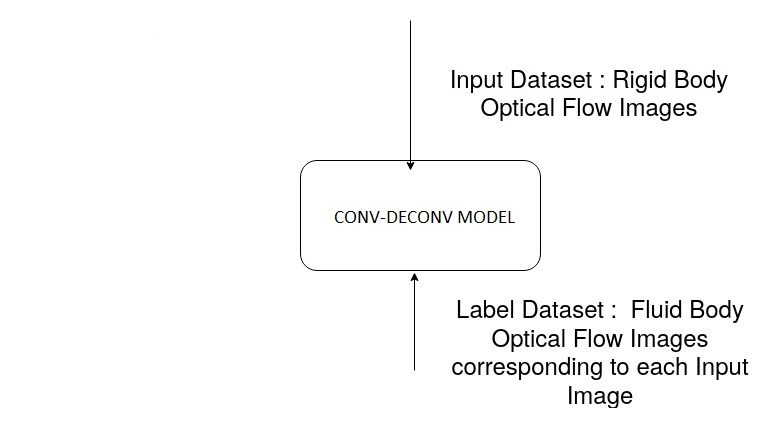 Input Dataset : Rigid Body
Optical Flow Images
CONV-DECONV MODEL
Label Dataset :  Fluid Body
Optical Flow Images
corresponding to each Input
Image